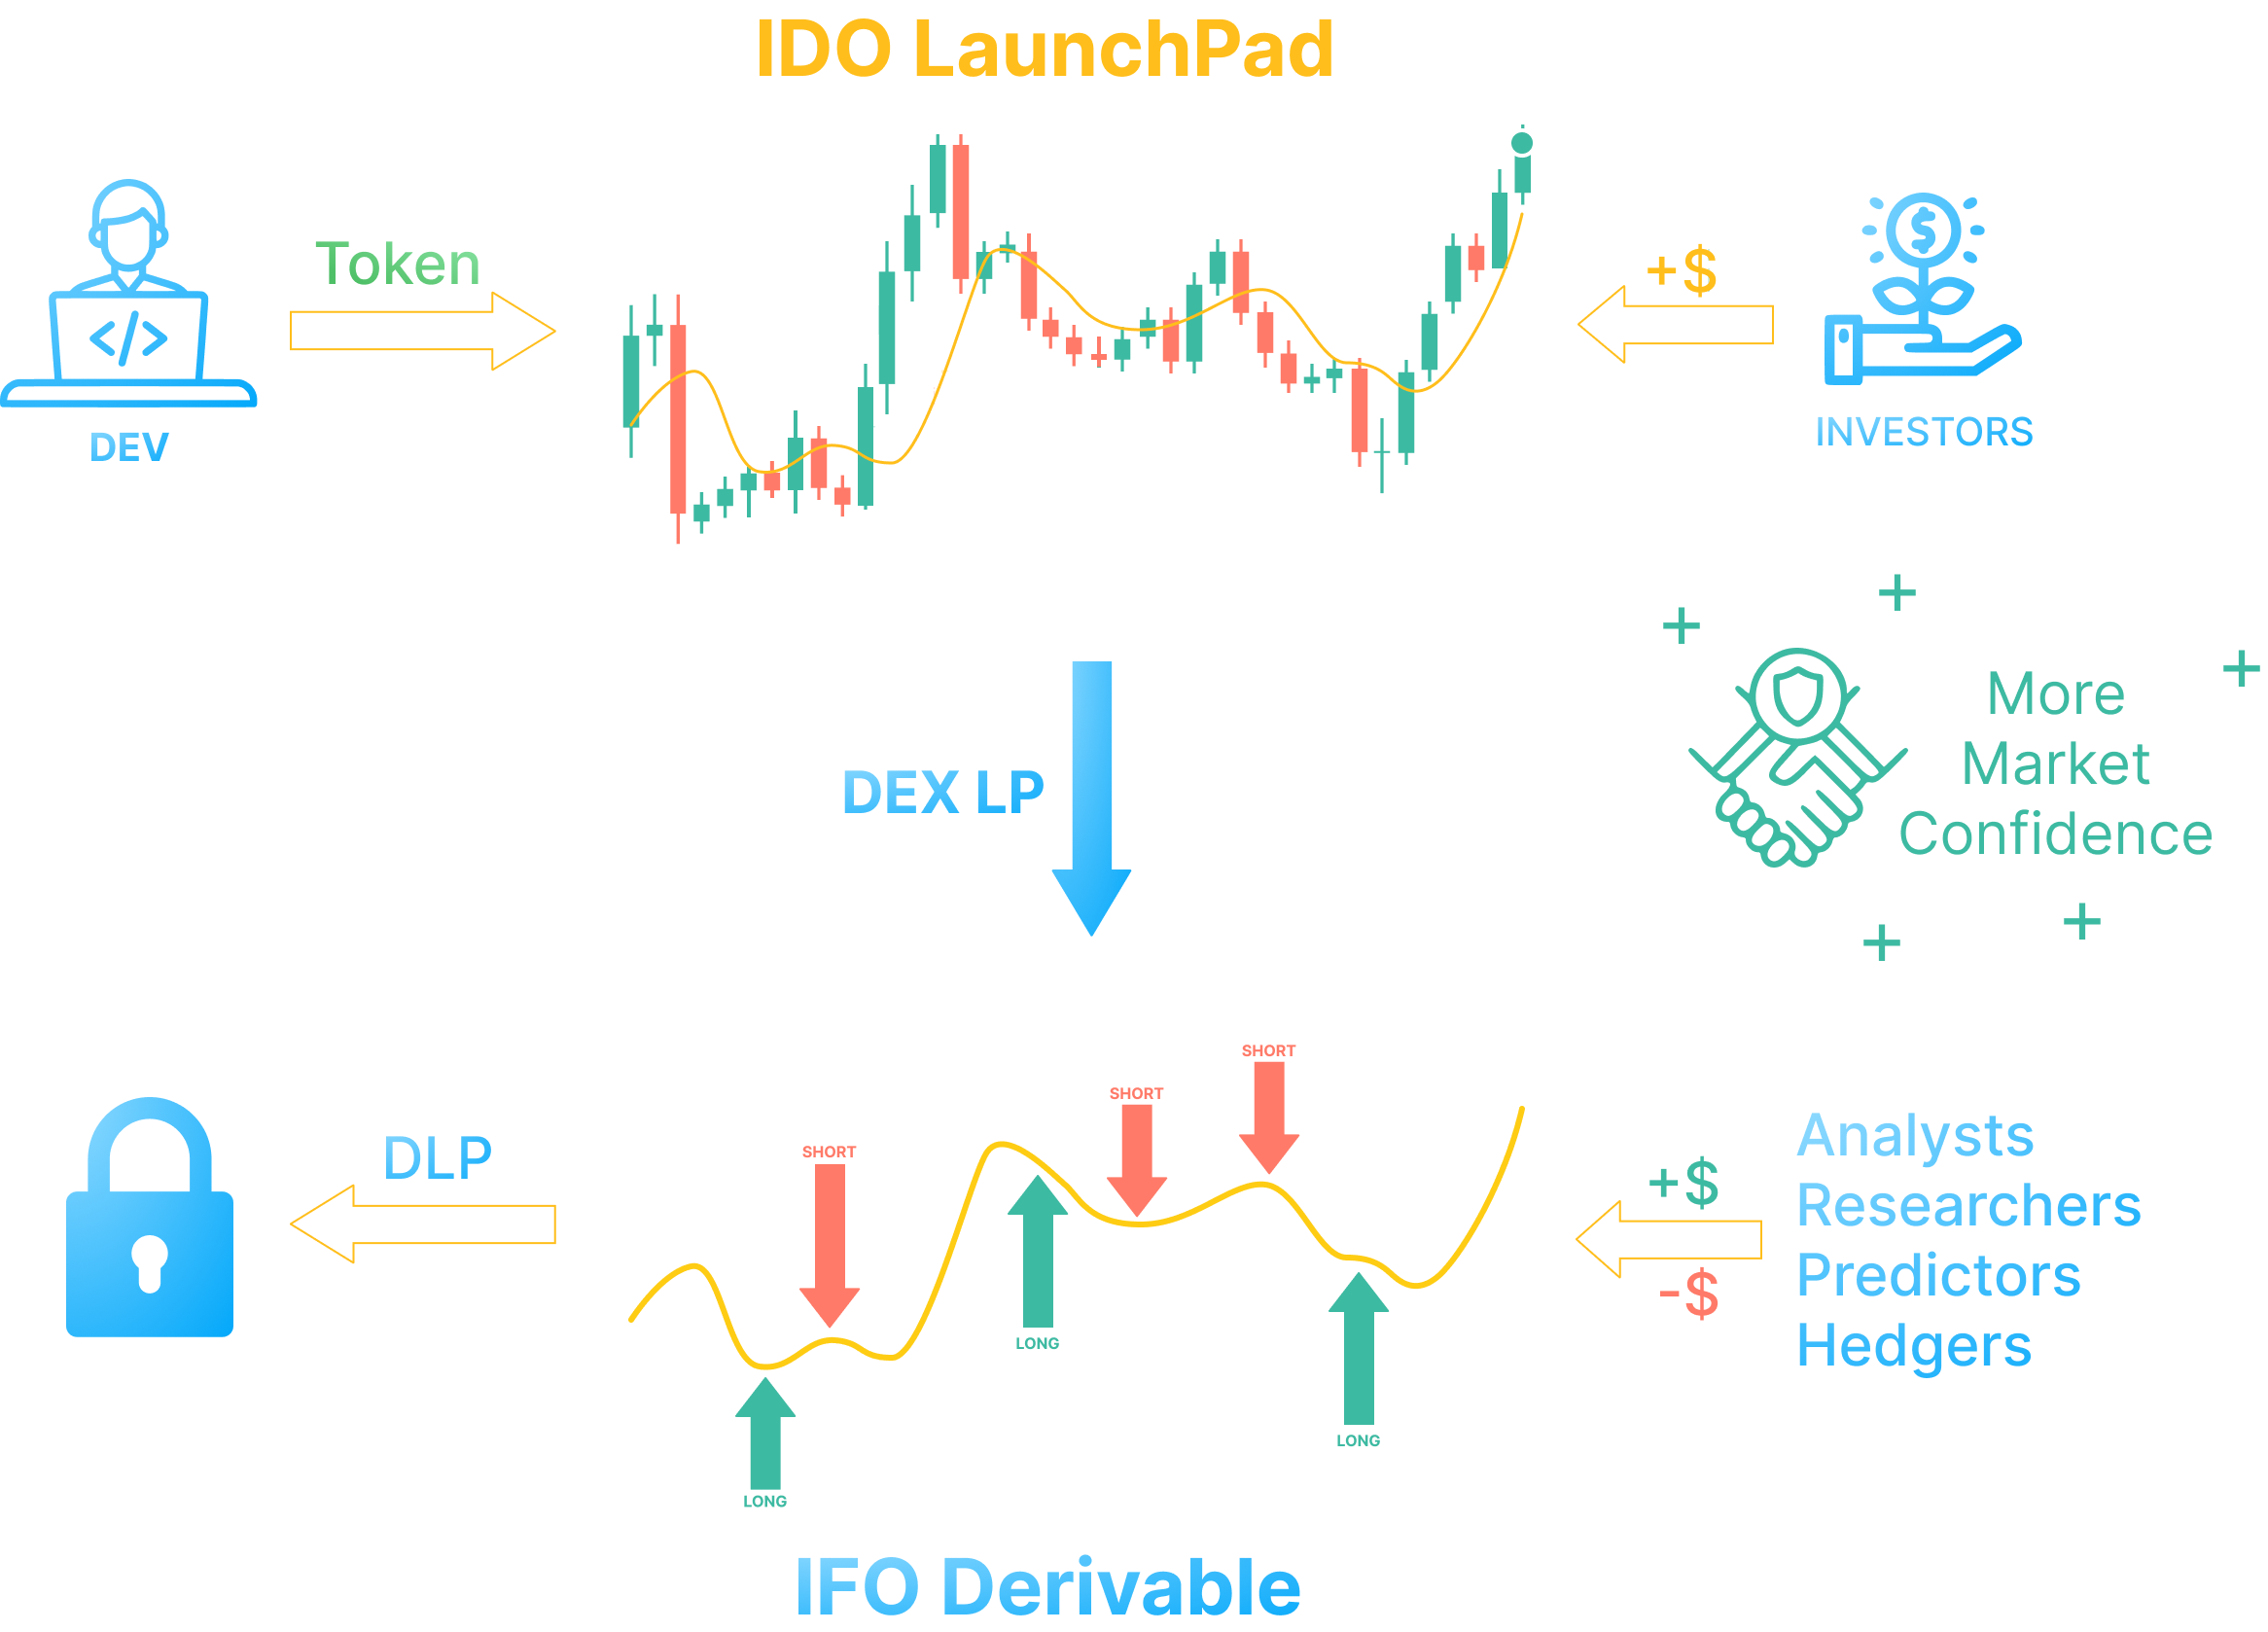 IDO LaunchPad
Token
+$
DEV
INVESTORS
More
Market
Confidence
DEX LP
SHORT
SHORT
SHORT
DLP
+$
-$
Analysts
Researchers
Predictors
Hedgers
LONG
LONG
LONG
IFO Derivable